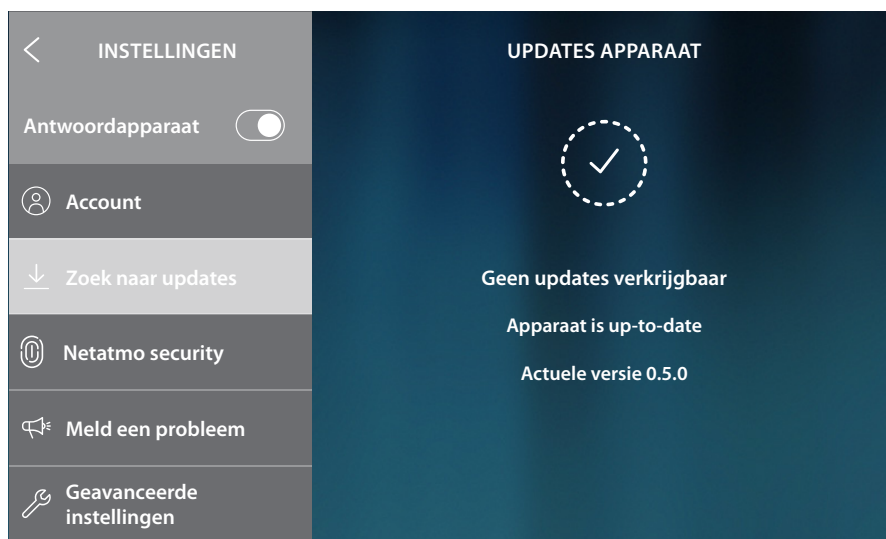 INSTELLINGEN
Antwoordapparaat
Account
Zoek naar updates
Netatmo security
Meld een probleem
Geavanceerde
instellingen
UPDATES APPARAAT
Geen updates verkrijgbaar
Apparaat is up-to-date
Actuele versie 0.5.0